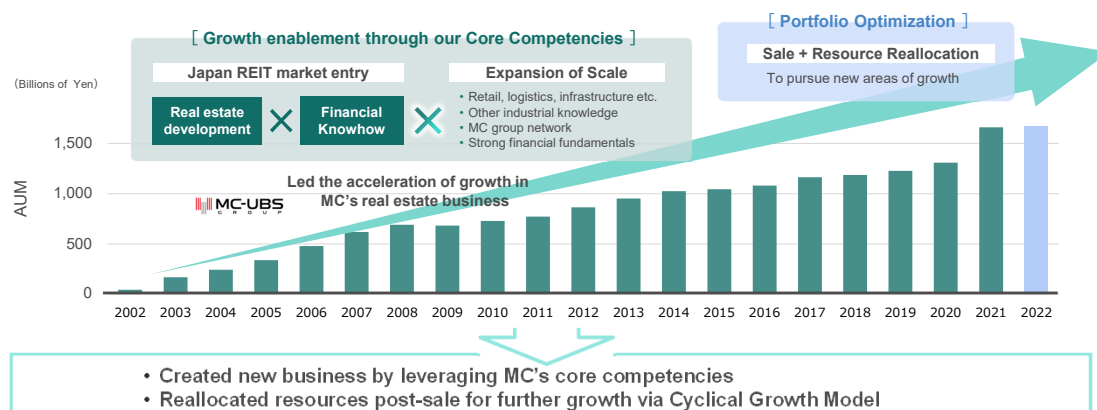 [ Portfolio Optimization ]
Sale + Resource Reallocation
To pursue new areas of growth
[ Growth enablement through our Core Competencies ]
Japan REIT market entry
Real estate
development
Financial
Knowhow
Expansion of Scale
• Retail, logistics, infrastructure etc.
• Other industrial knowledge
• MC group network
• Strong financial fundamentals
(Billions of Yen)
AUM
1,500
1,000
500
0
Led the acceleration of growth in
MC's real estate business
MC-UBS
GROUP
2002 2003 2004 2005 2006 2007 2008 2009 2010 2011 2012 2013 2014 2015 2016 2017 2018 2019 2020 2021 2022
• Created new business by leveraging MC's core competencies
• Reallocated resources post-sale for further growth via Cyclical Growth Model